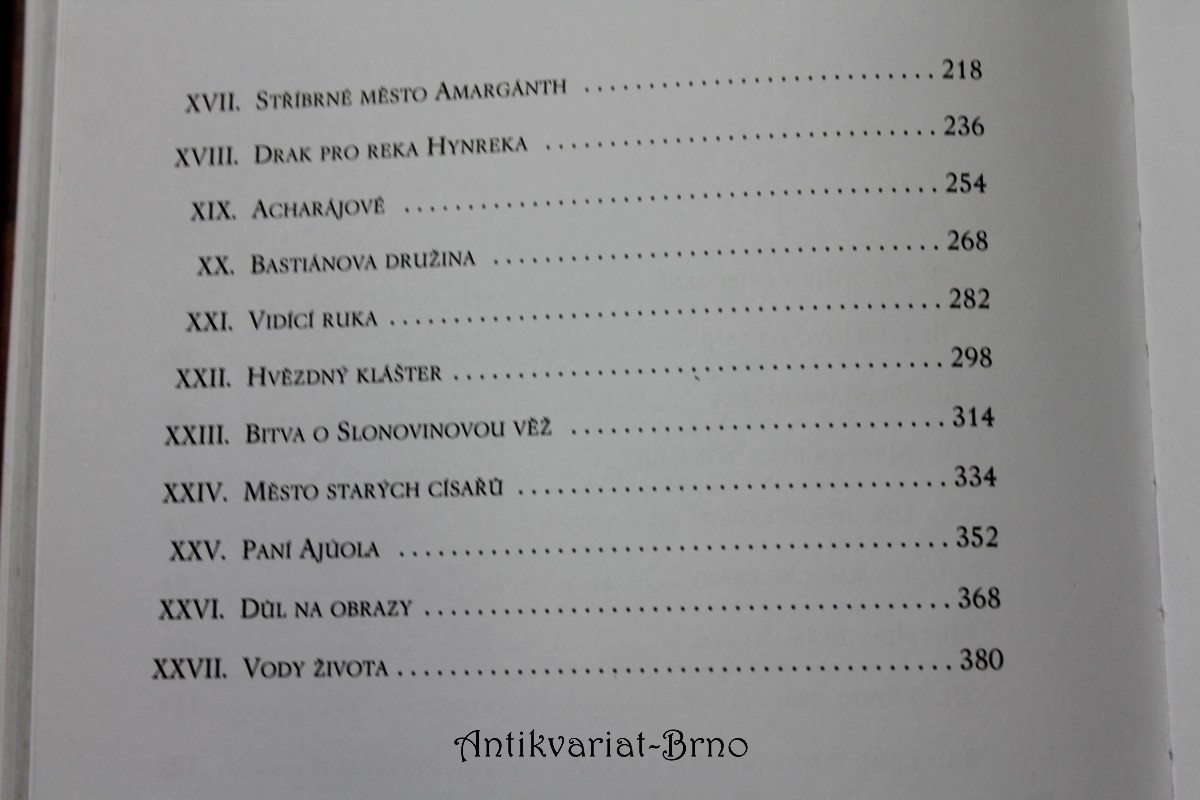 XVII. Stříbrné město Amargánth ........................... 218
XVIII. Drak pro reka Hynreka ........................... 236
XIX. Acharájové ........................... 254
XX. Bastiánova družina ........................... 268
XXI. Vidící ruka ........................... 282
XXII. Hvězdný klášter ........................... 298
XXIII. Bitva o Slonovinovou věž ........................... 314
XXIV. Město starých císařů ........................... 334
XXV. Paní Ajùola ........................... 352
XXVI. Důl na obrazy ........................... 368
XXVII. Vody života ........................... 380
Antikvariat-Brno